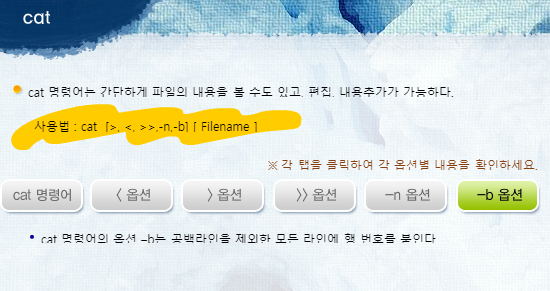 cat
cat 명령어는 간단하게 파일의 내용을 볼 수도 있고, 편집, 내용추가가 가능하다.
사용법 : cat [>, <, >>,-n,-b] [ Filename ]
※ 각 탭을 클릭하여 각 옵션별 내용을 확인하세요.
cat 명령어 < 옵션 > 옵션 >> 옵션 -n 옵션 -b 옵션
cat 명령어의 옵션 -b는 공백라인을 제외한 모든 라인에 행 번호를 붙인다